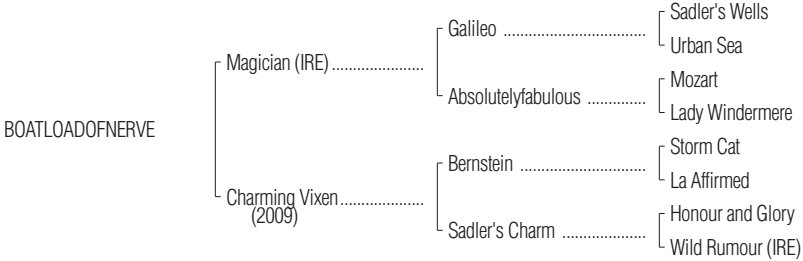 Sadler's Wells
Galileo ................................
Urban Sea
Magician (IRE).....................
Mozart
Absolutelyfabulous .............
Lady Windermere
BOATLOADOFNERVE
Storm Cat
Bernstein ............................
La Affirmed
Charming Vixen...................
(2009)
Honour and Glory
Sadler's Charm ...................
Wild Rumour (IRE)